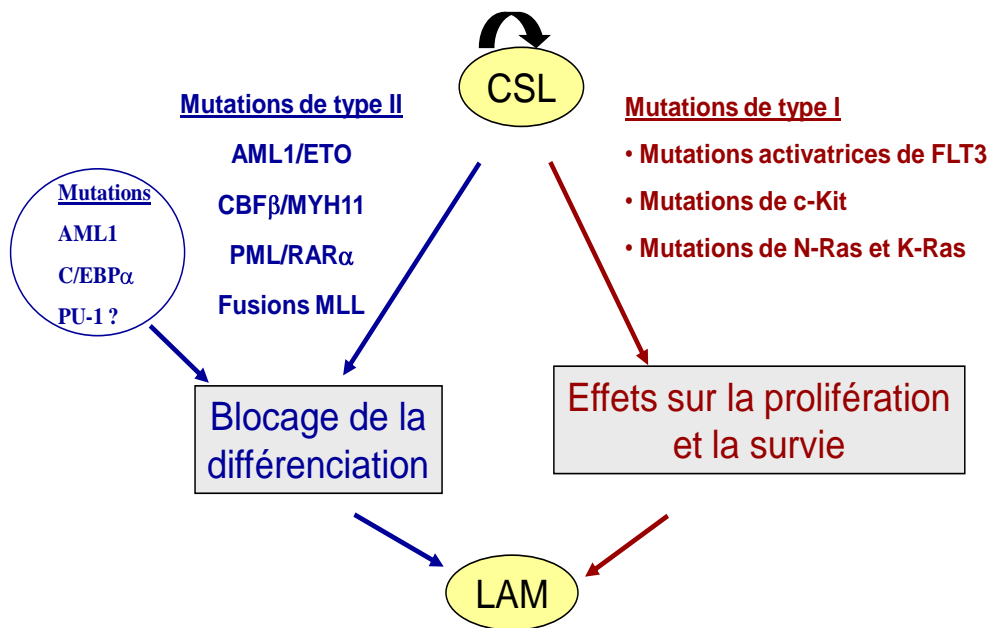 CSL
Mutations de type II
AML1/ETO
CBFβ/MYH11
PML/RARα
Fusions MLL
Mutations de type I
• Mutations activatrices de FLT3
• Mutations de c-Kit
• Mutations de N-Ras et K-Ras
Mutations
AML1
C/EBPα
PU-1 ?
Blocage de la
différenciation
Effets sur la prolifération
et la survie
LAM